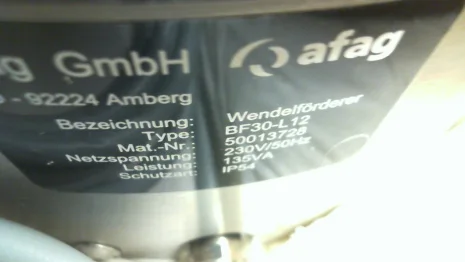 g GmbH afag
- 92224 Amberg
Bezeichnung: Wendelförderer
Type: BF30-L12
Mat.-Nr.: 50013728
Netzspannung: 230V/50Hz
Leistung: 135VA
Schutzart: IP54